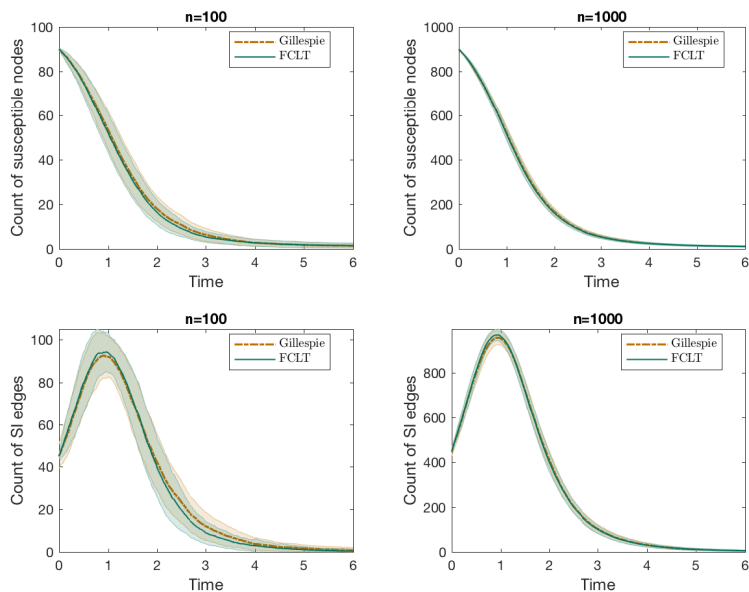 n=100
100
80
60
40
20
0
Count of susceptible nodes
Gillespie
FCLT
0 1 2 3 4 5 6
Time
n=1000
1000
800
600
400
200
0
Count of susceptible nodes
Gillespie
FCLT
0 1 2 3 4 5 6
Time
n=100
100
80
60
40
20
0
Count of SI edges
Gillespie
FCLT
0 1 2 3 4 5 6
Time
n=1000
800
600
400
200
0
Count of SI edges
Gillespie
FCLT
0 1 2 3 4 5 6
Time